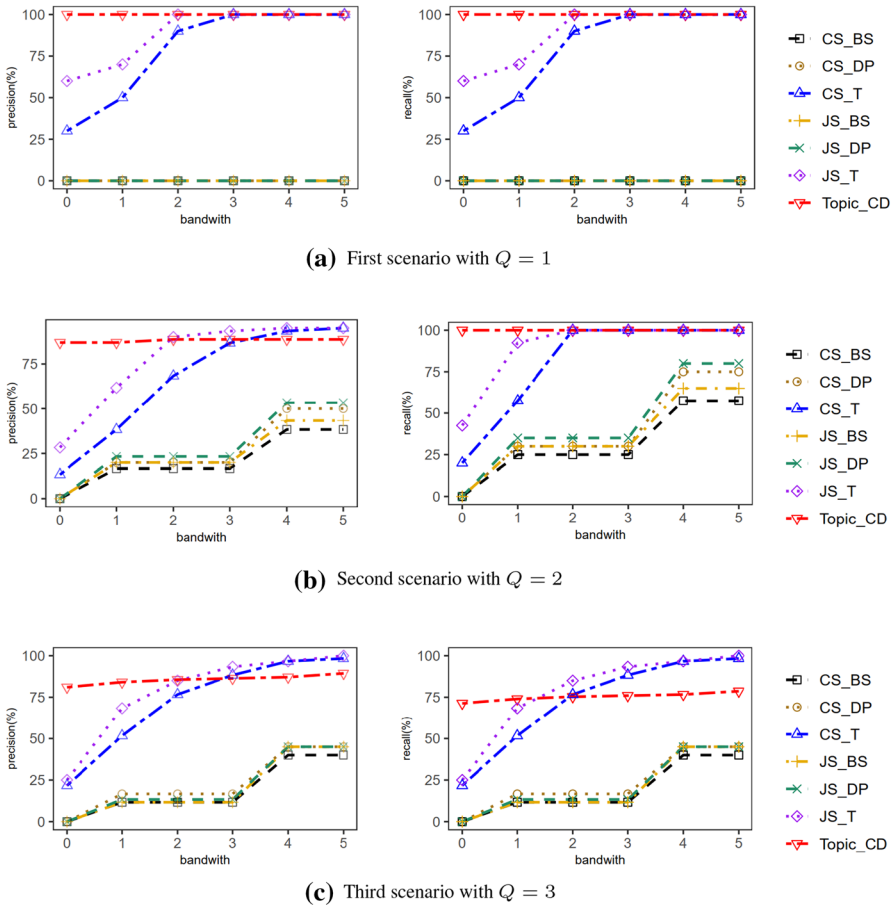 100
75
50
25
0
precision(%)
0 1 2 3 4 5
bandwith
100
75
50
25
0
recall(%)
0 1 2 3 4 5
bandwith
CS_BS
CS_DP
CS_T
JS_BS
JS_DP
JS_T
Topic_CD
(a) First scenario with Q = 1
75
50
25
0
precision(%)
0 1 2 3 4 5
bandwith
100
75
50
25
0
recall(%)
0 1 2 3 4 5
bandwith
CS_BS
CS_DP
CS_T
JS_BS
JS_DP
JS_T
Topic_CD
(b) Second scenario with Q = 2
100
75
50
25
0
precision(%)
0 1 2 3 4 5
bandwith
100
75
50
25
0
recall(%)
0 1 2 3 4 5
bandwith
CS_BS
CS_DP
CS_T
JS_BS
JS_DP
JS_T
Topic_CD
(c) Third scenario with Q = 3